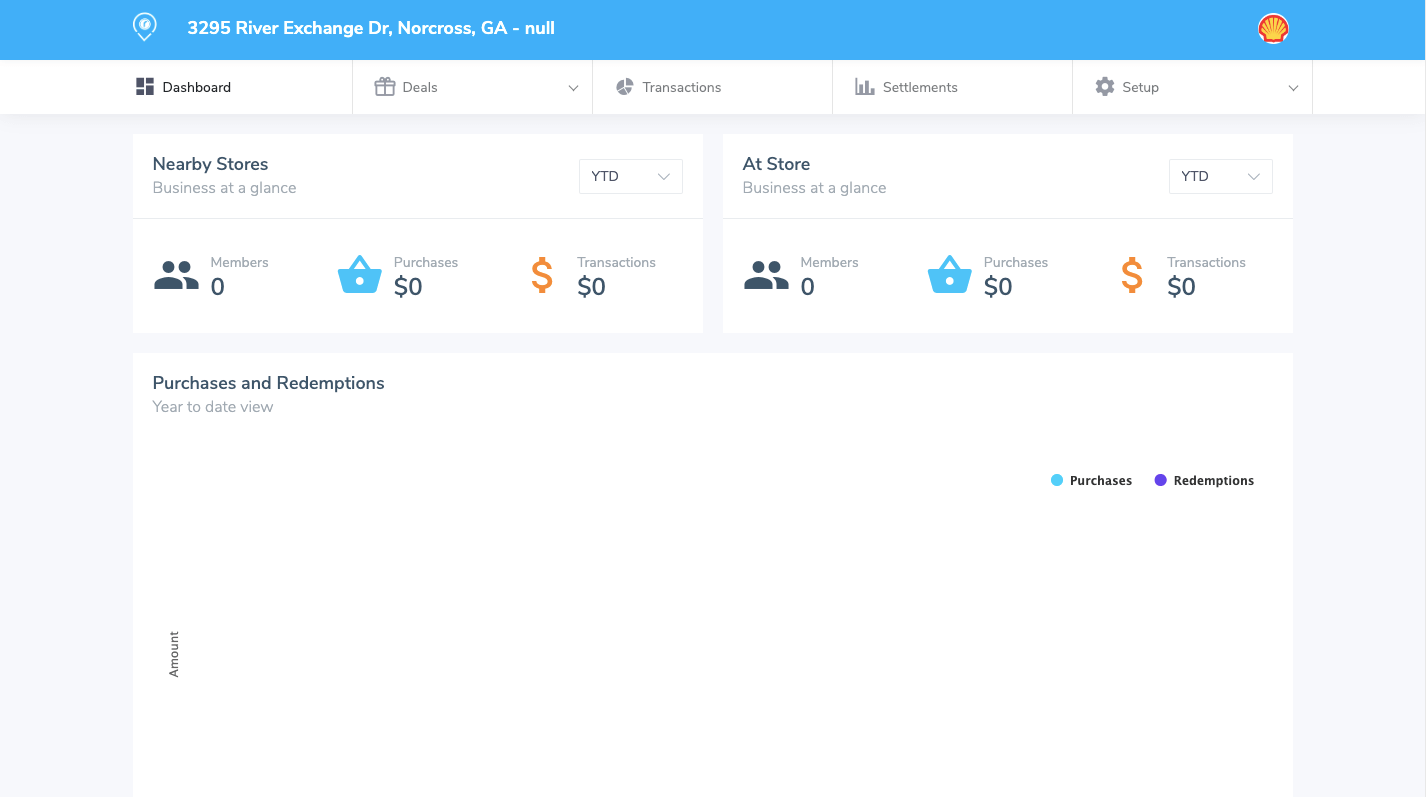 3295 River Exchange Dr, Norcross, GA - null
Dashboard
Deals
Transactions
Settlements
Setup
Nearby Stores
Business at a glance
YTD
At Store
Business at a glance
YTD
Members
0
Purchases
$0
Transactions
$0
Members
0
Purchases
$0
Transactions
$0
Purchases and Redemptions
Year to date view
Purchases
Redemptions
Amount